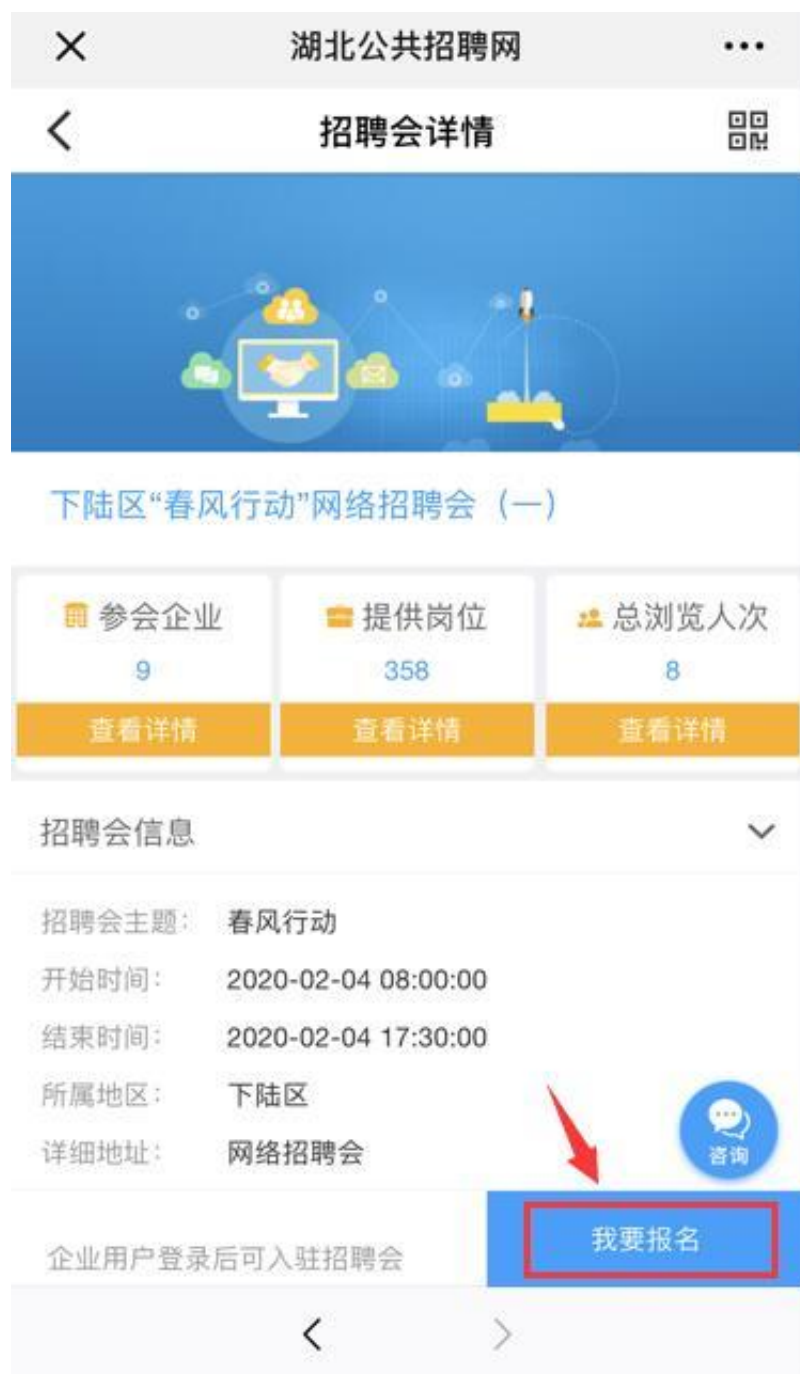 湖北公共招聘网
招聘会详情
下陆区“春风行动”网络招聘会（一）
参会企业 提供岗位 总浏览人次
9 358 8
查看详情 查看详情 查看详情
招聘会信息
招聘会主题： 春风行动
开始时间： 2020-02-04 08:00:00
结束时间： 2020-02-04 17:30:00
所属地区： 下陆区
详细地址： 网络招聘会
咨询
企业用户登录后可入驻招聘会 我要报名